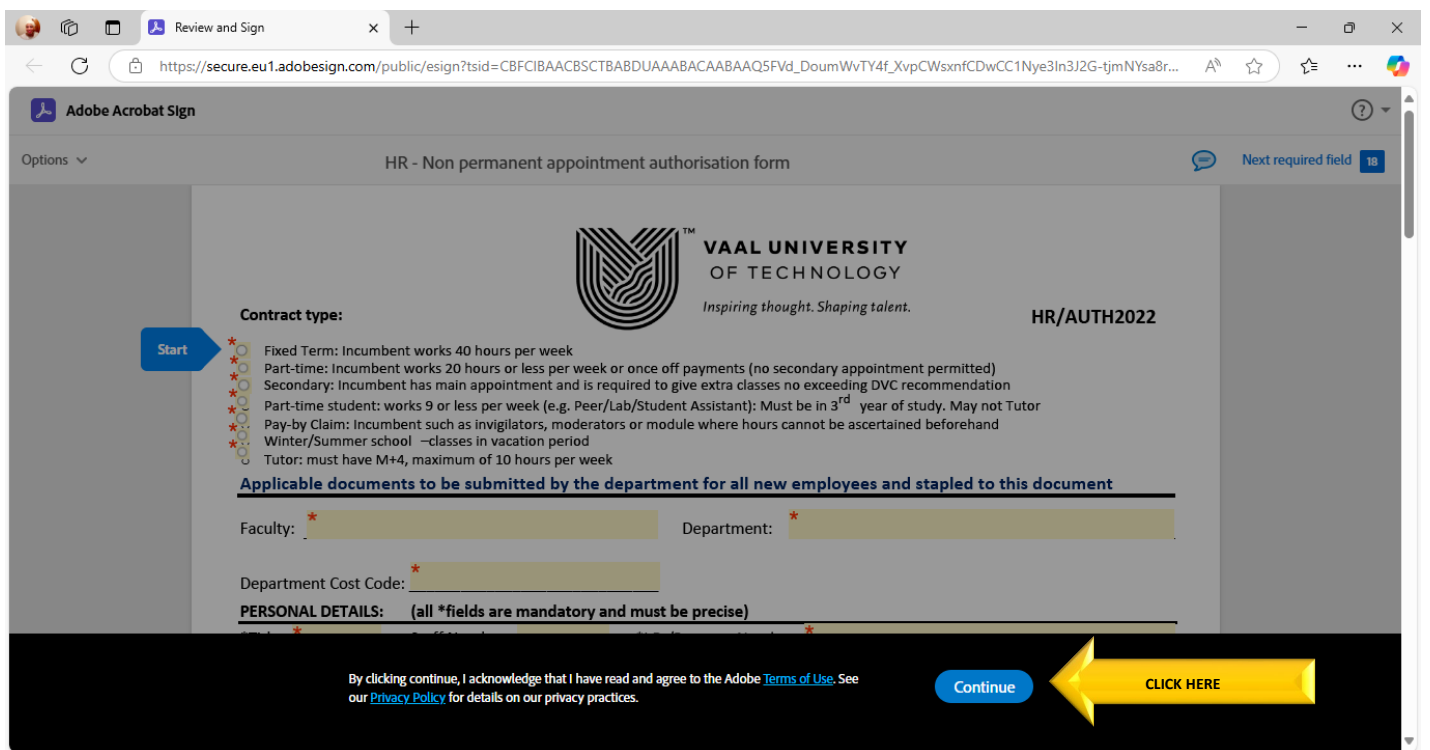 Review and Sign
https://secure.eu1.adobesign.com/public/esign?tsid=CBFCIBAACBSCTBABDUAAABACAABAAQ5FVd_DoumWvTY4f_XvpCWsxnfCDwCC1Nye3In3J2G-tjmNYsa8r...
Adobe Acrobat Sign
Options
HR - Non permanent appointment authorisation form
Next required field 18
VAAL UNIVERSITY
OF TECHNOLOGY
Inspiring thought. Shaping talent.
TM
Contract type:
HR/AUTH2022
Start
* Fixed Term: Incumbent works 40 hours per week
* Part-time: Incumbent works 20 hours or less per week or once off payments (no secondary appointment permitted)
* Secondary: Incumbent has main appointment and is required to give extra classes no exceeding DVC recommendation
* Part-time student: works 9 or less per week (e.g. Peer/Lab/Student Assistant): Must be in 3rd year of study. May not Tutor
* Pay-by Claim: Incumbent such as invigilators, moderators or module where hours cannot be ascertained beforehand
* Winter/Summer school –classes in vacation period
* Tutor: must have M+4, maximum of 10 hours per week
Applicable documents to be submitted by the department for all new employees and stapled to this document
Faculty: * Department: *
Department Cost Code: *
PERSONAL DETAILS: (all *fields are mandatory and must be precise)
By clicking continue, I acknowledge that I have read and agree to the Adobe Terms of Use. See
our Privacy Policy for details on our privacy practices.
Continue
CLICK HERE